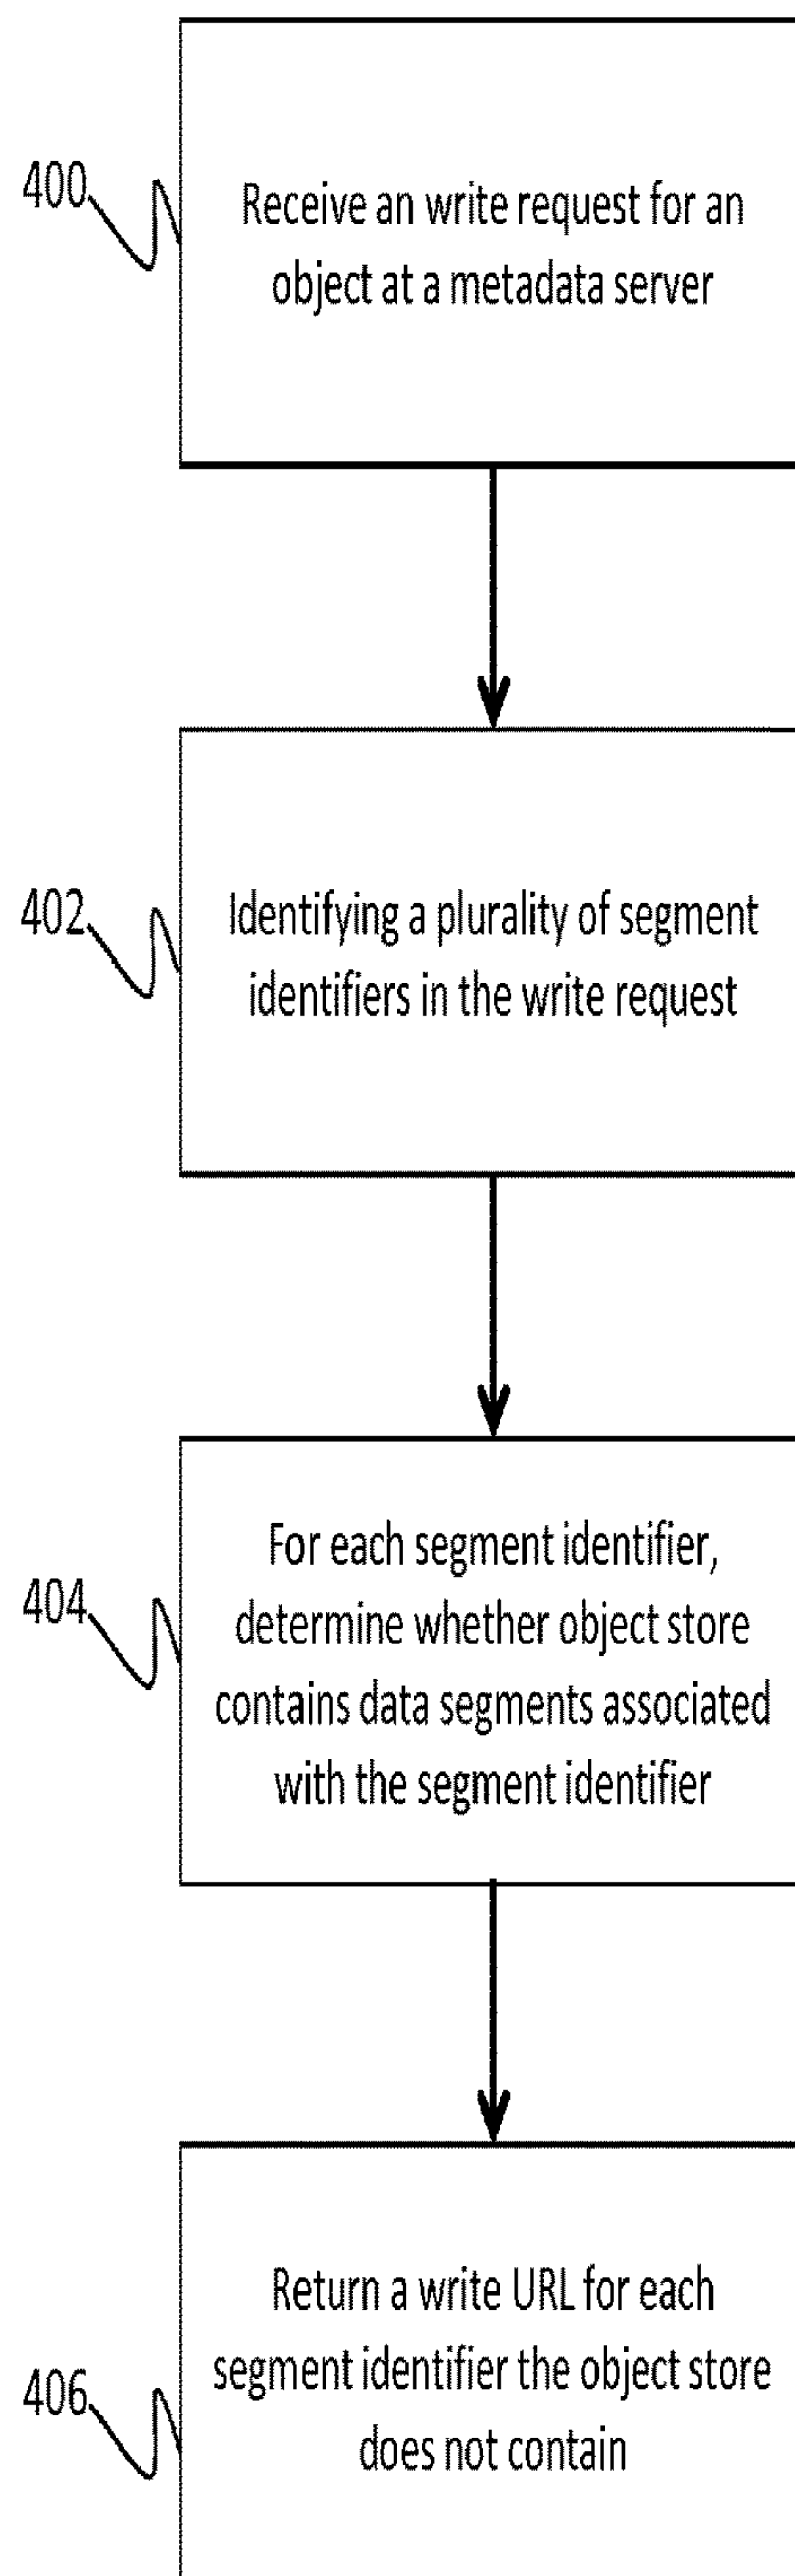 400
Receive an write request for an
object at a metadata server
402
Identifying a plurality of segment
identifiers in the write request
404
For each segment identifier,
determine whether object store
contains data segments associated
with the segment identifier
406
Return a write URL for each
segment identifier the object store
does not contain